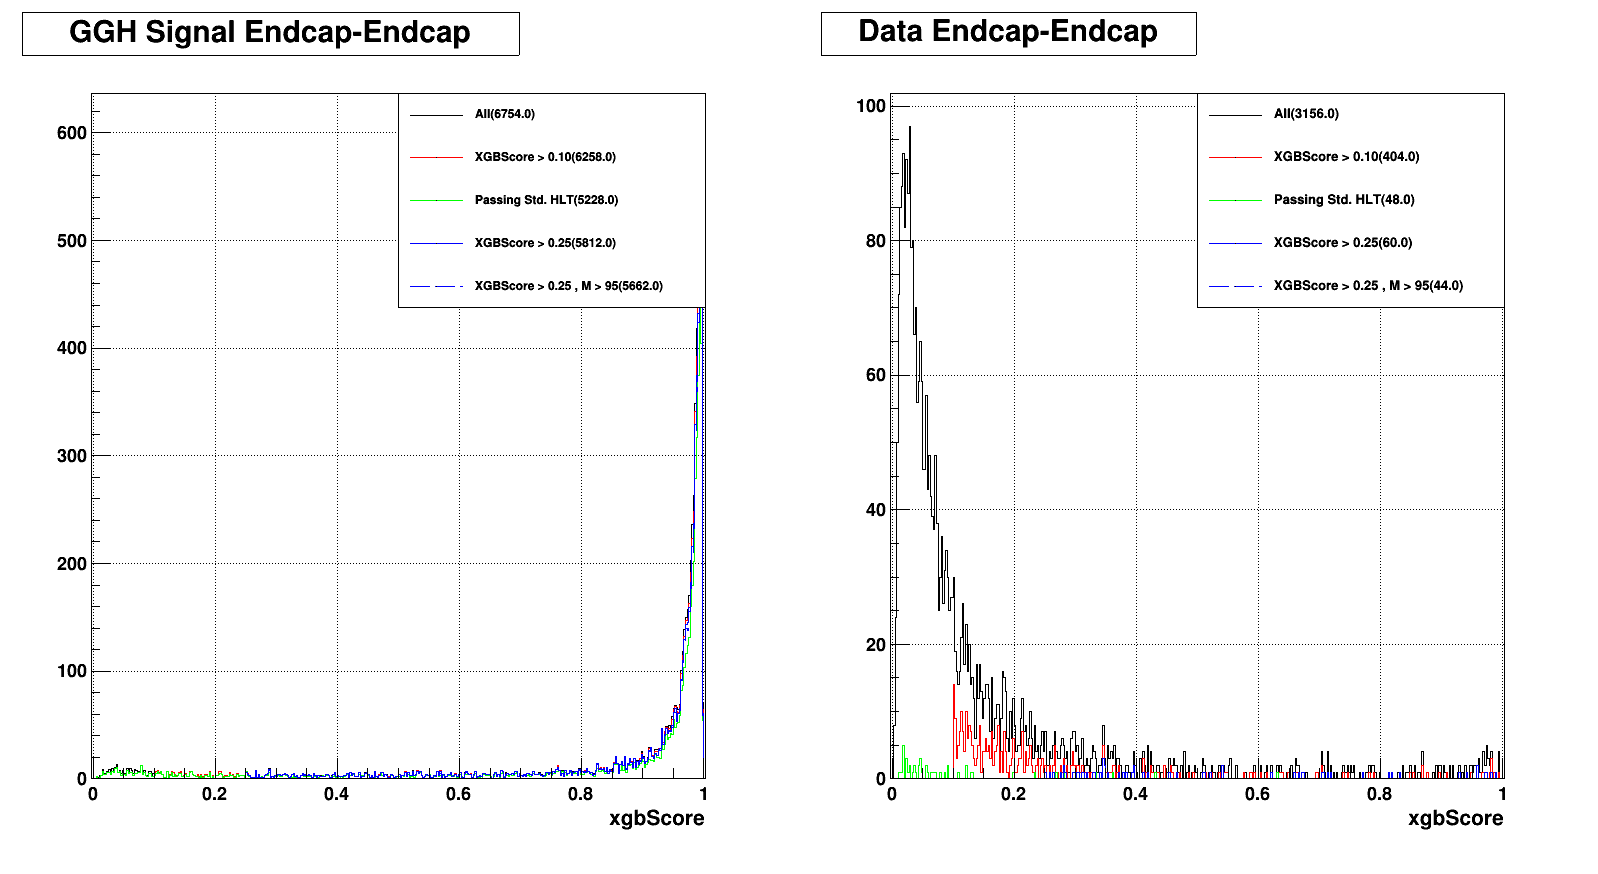 GGH Signal Endcap-Endcap
All(6754.0)
XGBScore > 0.10(6258.0)
Passing Std. HLT(5228.0)
XGBScore > 0.25(5812.0)
XGBScore > 0.25 , M > 95(5662.0)
600
500
400
300
200
100
0
0 0.2 0.4 0.6 0.8 1
xgbScore
Data Endcap-Endcap
All(3156.0)
XGBScore > 0.10(404.0)
Passing Std. HLT(48.0)
XGBScore > 0.25(60.0)
XGBScore > 0.25 , M > 95(44.0)
100
80
60
40
20
0
0 0.2 0.4 0.6 0.8 1
xgbScore